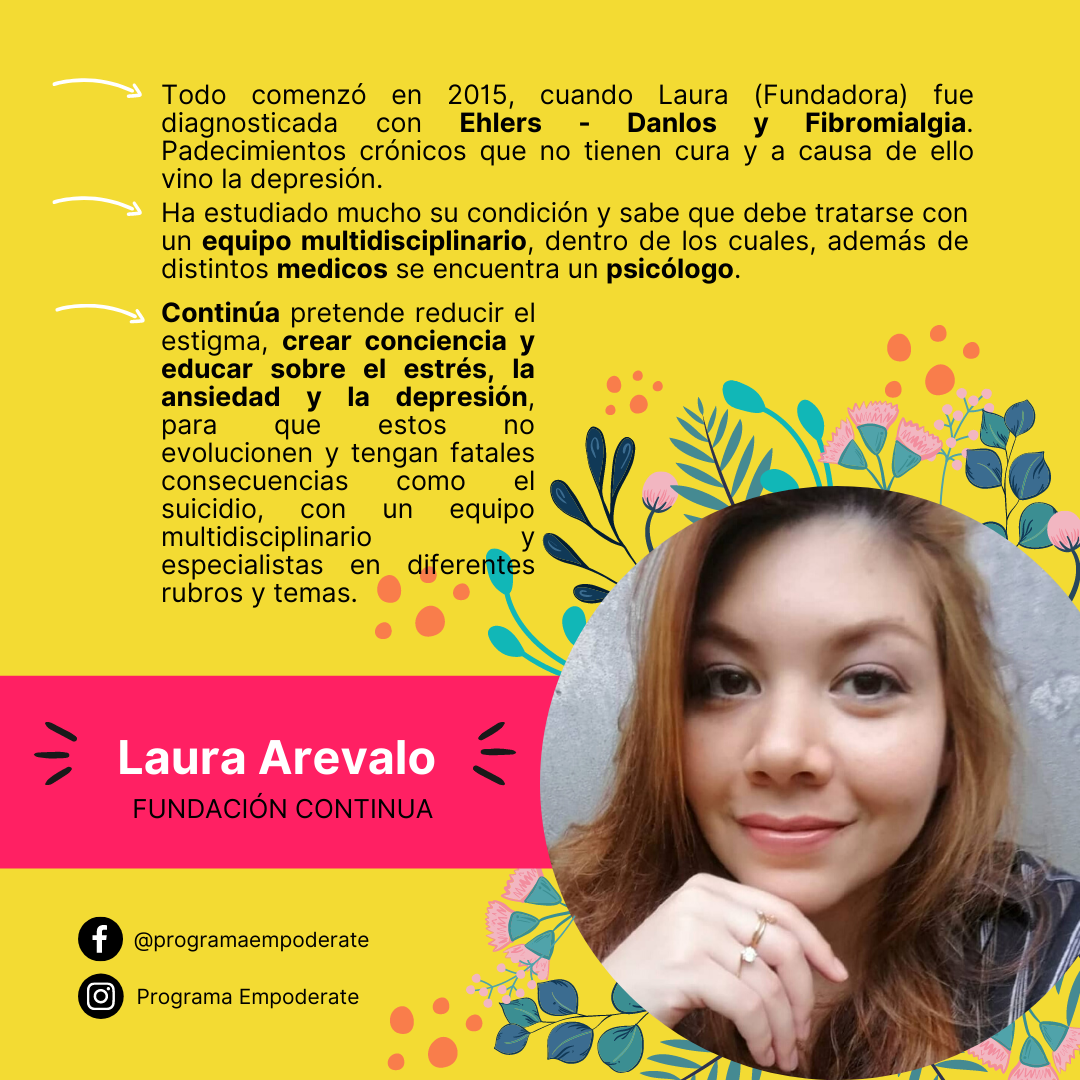 Todo comenzó en 2015, cuando Laura (Fundadora) fue
diagnosticada con Ehlers - Danlos y Fibromialgia.
Padecimientos crónicos que no tienen cura y a causa de ello
vino la depresión.
Ha estudiado mucho su condición y sabe que debe tratarse con
un equipo multidisciplinario, dentro de los cuales, además de
distintos medicos se encuentra un psicólogo.
Continúa pretende reducir el
estigma, crear conciencia y
educar sobre el estrés, la
ansiedad y la depresión,
para que estos no
evolucionen y tengan fatales
consecuencias como el
suicidio, con un equipo
multidisciplinario y
especialistas en diferentes
rubros y temas.
Laura Arevalo
FUNDACIÓN CONTINUA
@programaempoderate
Programa Empoderate